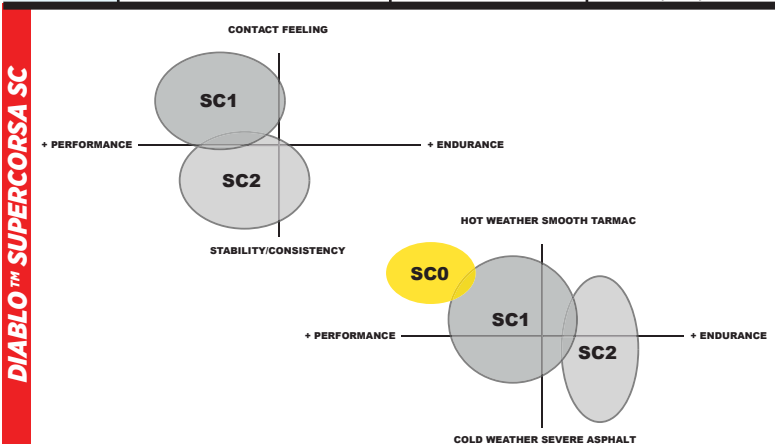 DIABLO™ SUPERCORSA SC
CONTACT FEELING
SC1
+ PERFORMANCE
+ ENDURANCE
SC2
STABILITY/CONSISTENCY
HOT WEATHER SMOOTH TARMAC
SC0
SC1
+ PERFORMANCE
+ ENDURANCE
SC2
COLD WEATHER SEVERE ASPHALT